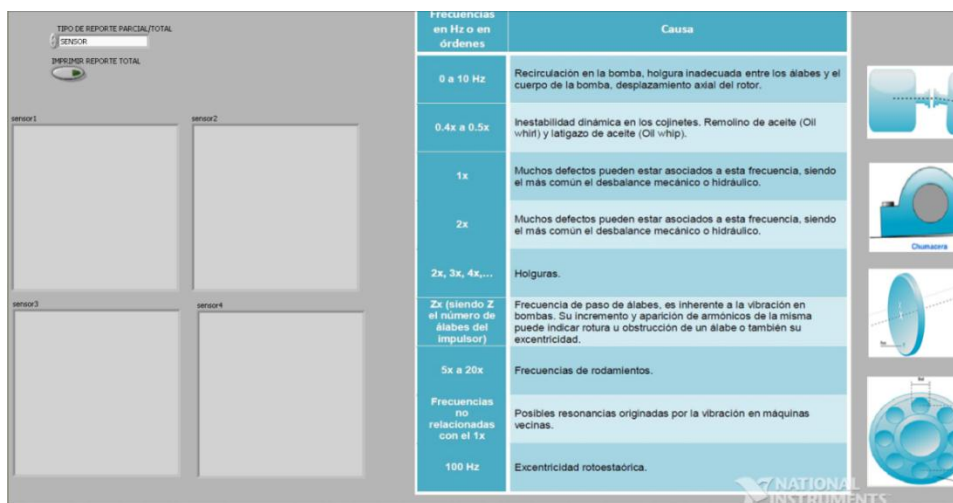 TIPO DE REPORTE PARCIAL/TOTAL
SENSOR
IMPRIMIR REPORTE TOTAL
sensor1
sensor2
sensor3
sensor4
Frecuencias
en Hz o en
órdenes
Causa
0 a 10 Hz
Recirculación en la bomba, holgura inadecuada entre los álabes y el
cuerpo de la bomba, desplazamiento axial del rotor.
0.4x a 0.5x
Inestabilidad dinámica en los cojinetes. Remolino de aceite (Oil
whirl) y latigazo de aceite (Oil whip).
1x
Muchos defectos pueden estar asociados a esta frecuencia, siendo
el más común el desbalance mecánico o hidráulico.
2x
Muchos defectos pueden estar asociados a esta frecuencia, siendo
el más común el desbalance mecánico o hidráulico.
2x, 3x, 4x,...
Holguras.
Zx (siendo Z
el número de
álabes del
impulsor)
Frecuencia de paso de álabes, es inherente a la vibración en
bombas. Su incremento y aparición de armónicos de la misma
puede indicar rotura u obstrucción de un álabe o también su
excentricidad.
5x a 20x
Frecuencias de rodamientos.
Frecuencias
no
relacionadas
con el 1x
Posibles resonancias originadas por la vibración en máquinas
vecinas.
100 Hz
Excentricidad rotoestaórica.
Chumacera
NATIONAL
INSTRUMENTS